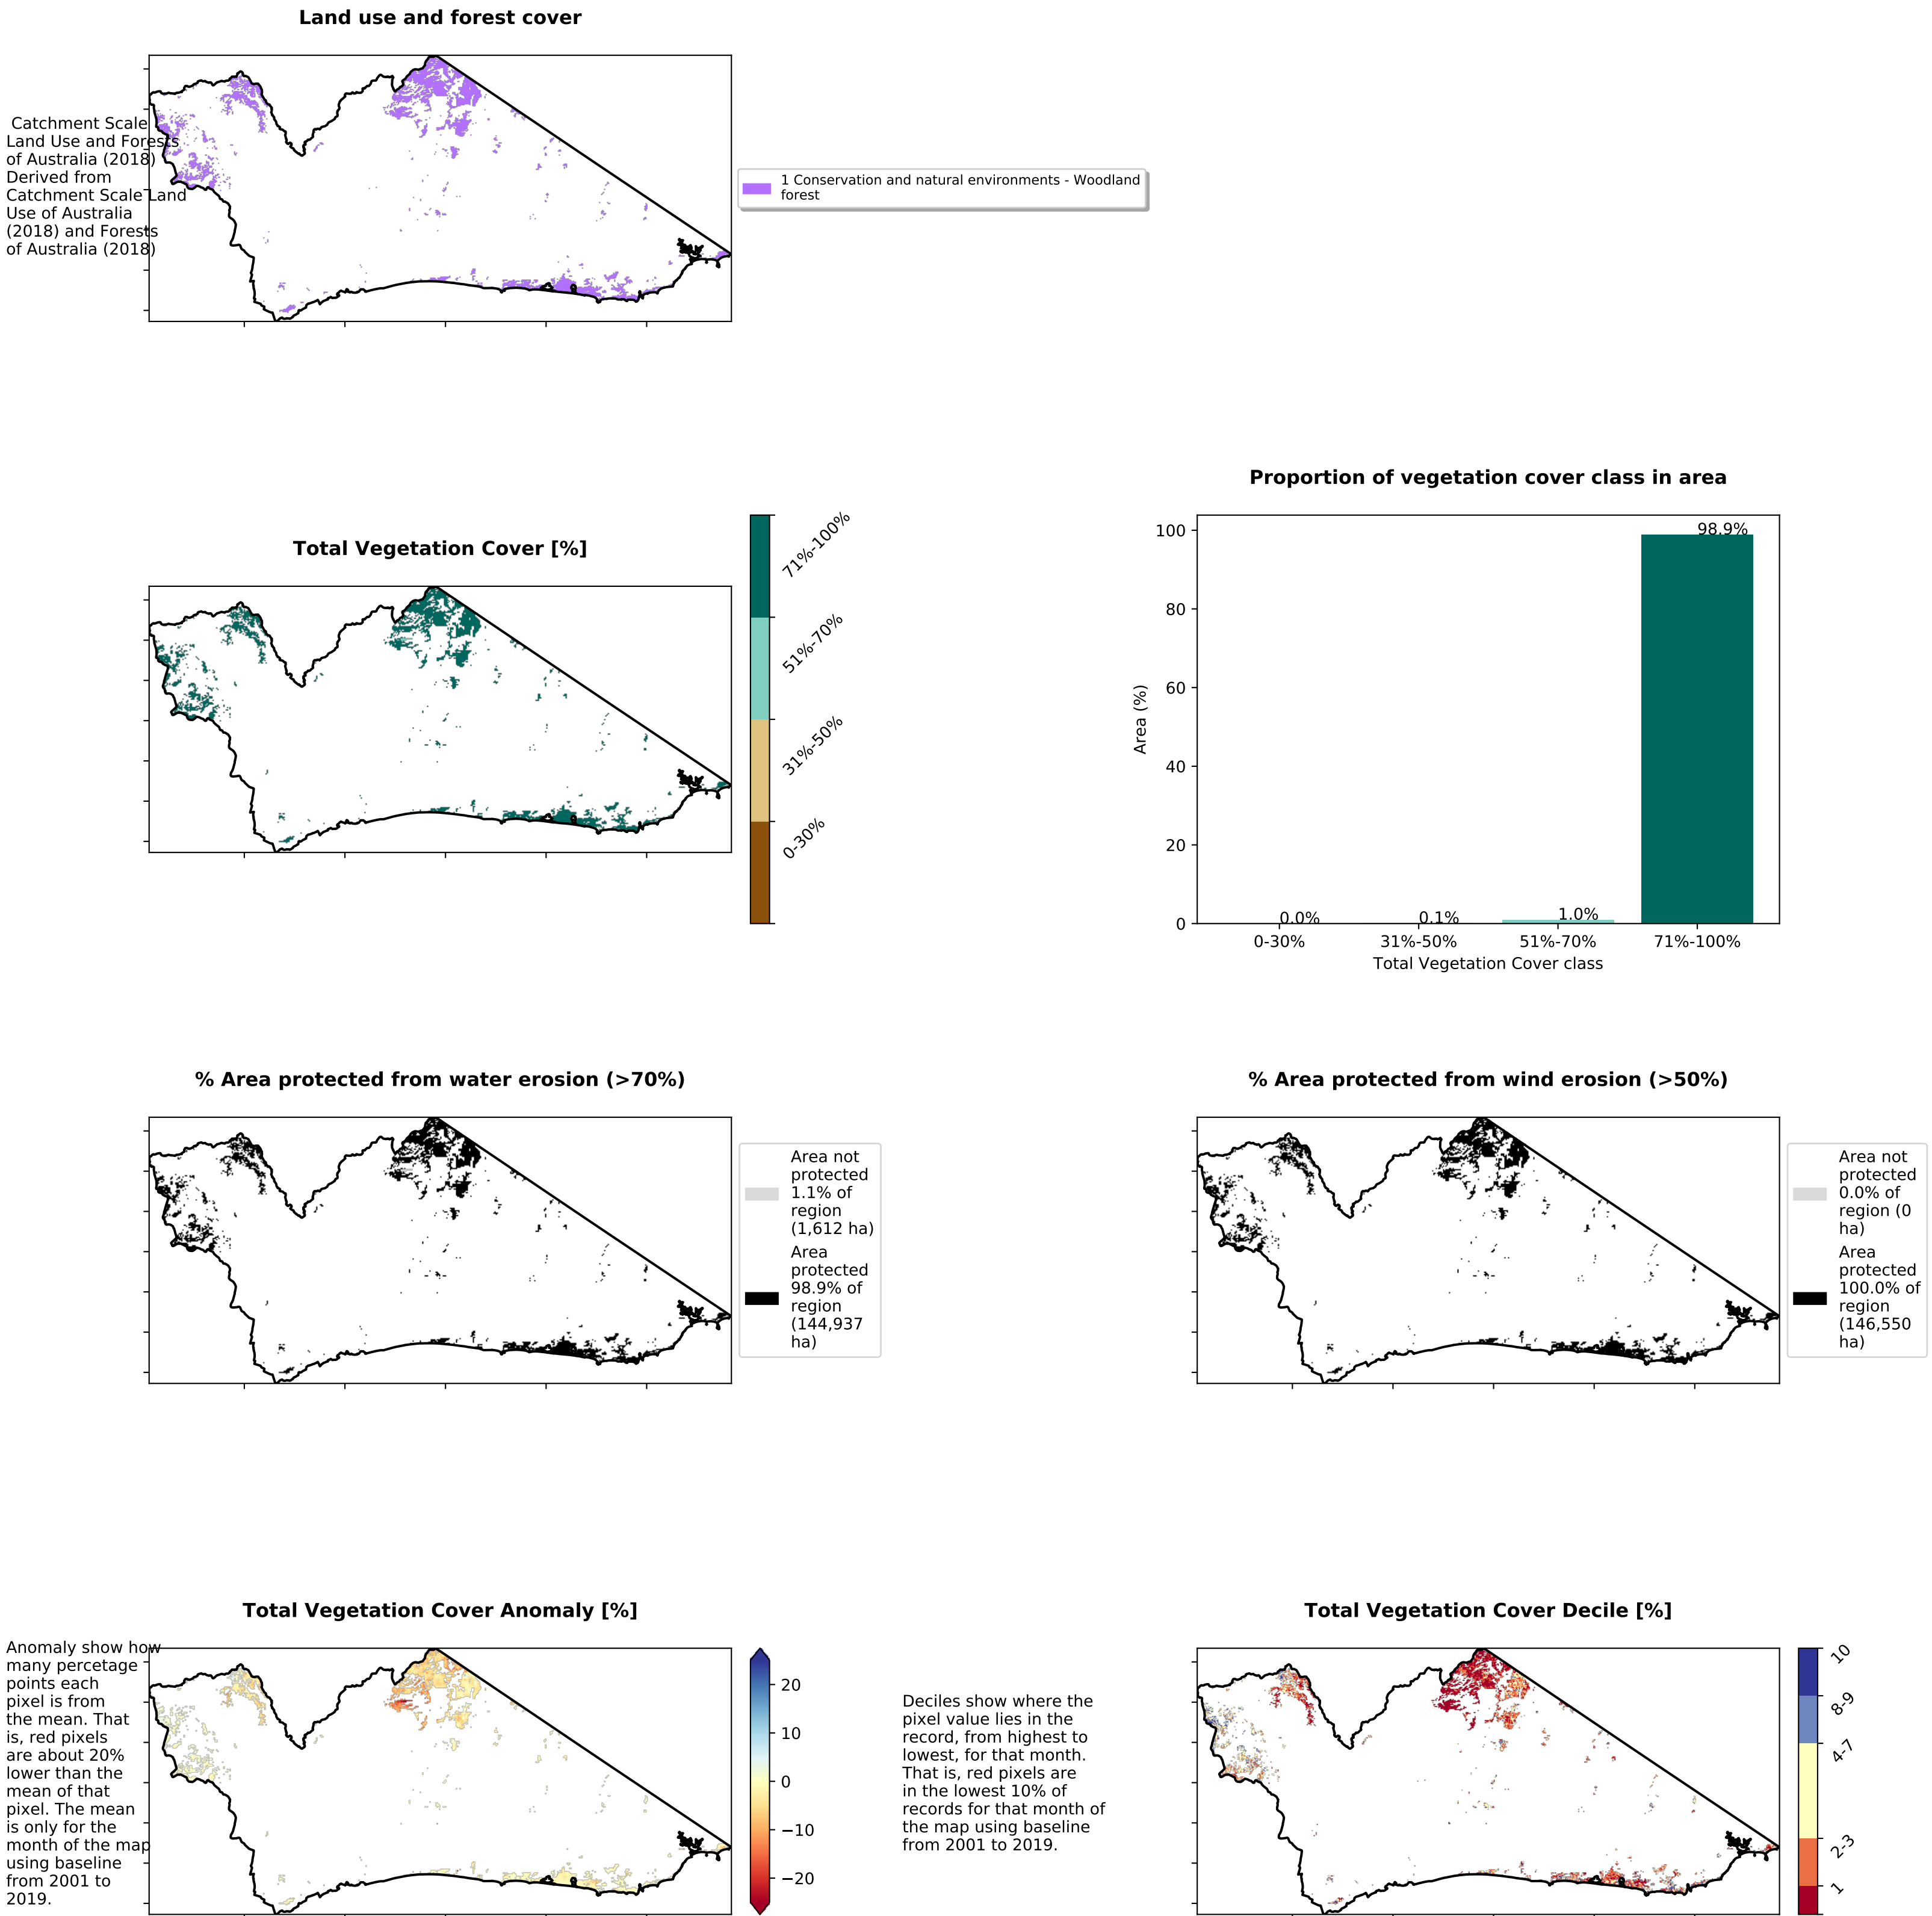 Land use and forest cover
Catchment Scale
Land Use and Forests
of Australia (2018)
Derived from
Catchment Scale Land
Use of Australia
(2018) and Forests
of Australia (2018)
1 Conservation and natural environments - Woodland
forest
Total Vegetation Cover [%]
71%-100%
51%-70%
31%-50%
0-30%
Proportion of vegetation cover class in area
Area (%)
100
80
60
40
20
0
0.0%
0.1%
1.0%
98.9%
0-30%
31%-50%
51%-70%
71%-100%
Total Vegetation Cover class
% Area protected from water erosion (>70%)
Area not
protected
1.1% of
region
(1,612 ha)
Area
protected
98.9% of
region
(144,937
ha)
% Area protected from wind erosion (>50%)
Area not
protected
0.0% of
region (0
ha)
Area
protected
100.0% of
region
(146,550
ha)
Total Vegetation Cover Anomaly [%]
Anomaly show how
many percetage
points each
pixel is from
the mean. That
is, red pixels
are about 20%
lower than the
mean of that
pixel. The mean
is only for the
month of the map
using baseline
from 2001 to
2019.
20
10
0
−10
−20
Total Vegetation Cover Decile [%]
Deciles show where the
pixel value lies in the
record, from highest to
lowest, for that month.
That is, red pixels are
in the lowest 10% of
records for that month of
the map using baseline
from 2001 to 2019.
10
8-9
4-7
2-3
1